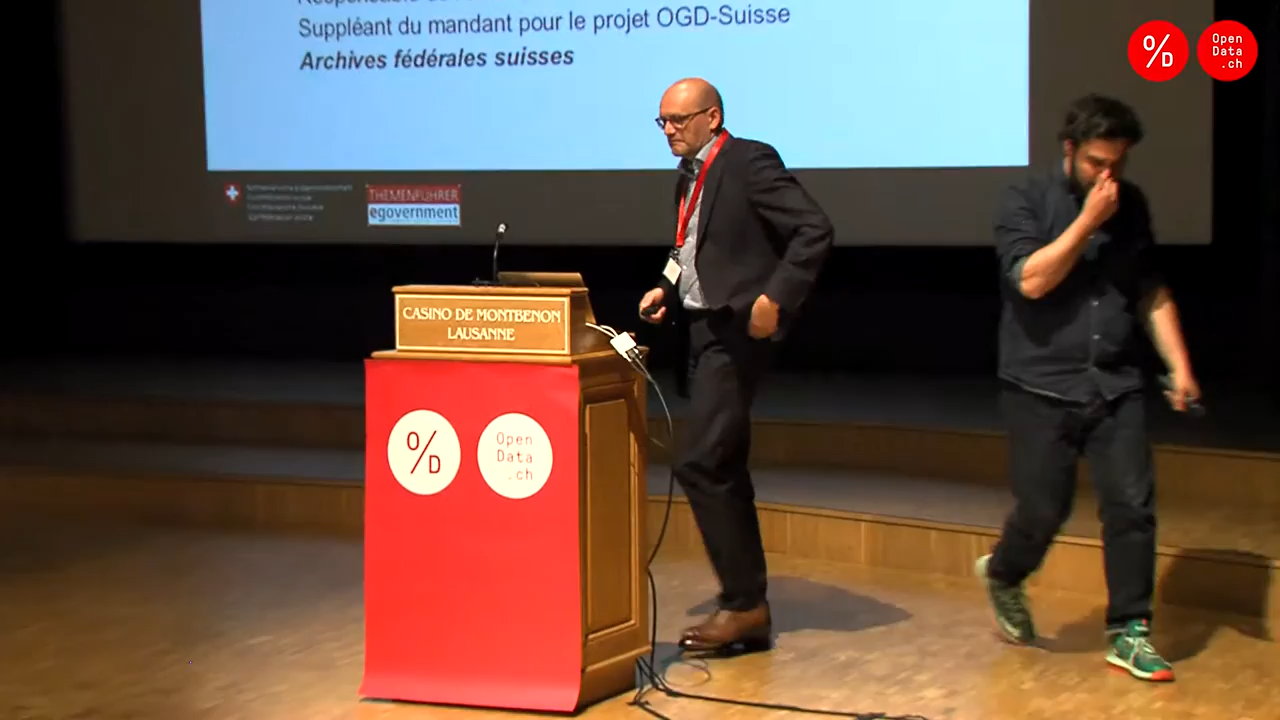 Suppléant du mandant pour le projet OGD-Suisse
Archives fédérales suisses
%D
Open
Data
.ch
THEMENFÜHRER
egovernment
CASINO DE MONTBENON
LAUSANNE
%D
Open
Data
.ch